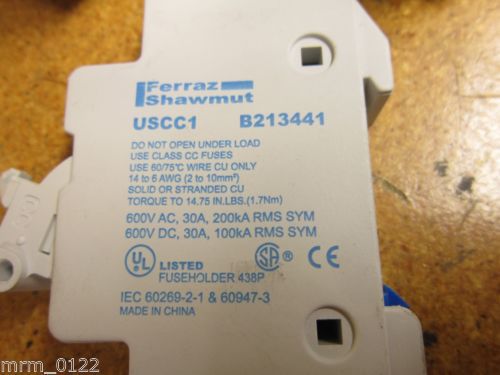 Ferraz
Shawmut
USCC1 B213441
DO NOT OPEN UNDER LOAD
USE CLASS CC FUSES
USE 60/75°C WIRE CU ONLY
14 to 6 AWG (2 to 10mm²)
SOLID OR STRANDED CU
TORQUE TO 14.75 IN.LBS.(1.7Nm)
600V AC, 30A, 200kA RMS SYM
600V DC, 30A, 100kA RMS SYM
UL LISTED SA CE
FUSEHOLDER 438P
IEC 60269-2-1 & 60947-3
MADE IN CHINA
mrm_0122